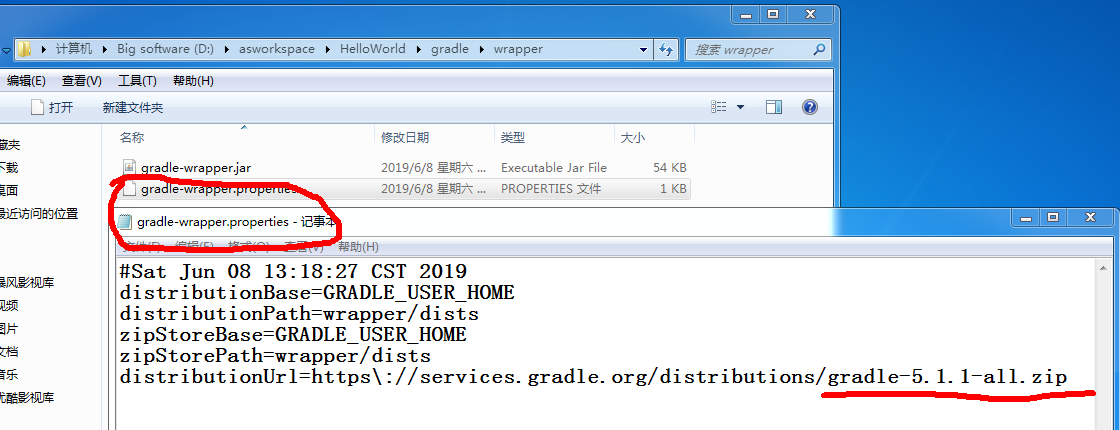 计算机 Big software (D:) asworkspace HelloWorld gradle wrapper
搜索 wrapper
编辑(E) 查看(V) 工具(T) 帮助(H)
打开 新建文件夹
名称 修改日期 类型 大小
gradle-wrapper.jar 2019/6/8 星期六 ... Executable Jar File 54 KB
gradle-wrapper.properties 2019/6/8 星期六 ... PROPERTIES 文件 1 KB
下载
桌面
最近访问的位置
暴风影视库
视频
图片
文档
音乐
优酷影视库
gradle-wrapper.properties - 记事本
文件(F) 编辑(E) 格式(O) 查看(V) 帮助(H)
#Sat Jun 08 13:18:27 CST 2019
distributionBase=GRADLE_USER_HOME
distributionPath=wrapper/dists
zipStoreBase=GRADLE_USER_HOME
zipStorePath=wrapper/dists
distributionUrl=https\://services.gradle.org/distributions/gradle-5.1.1-all.zip